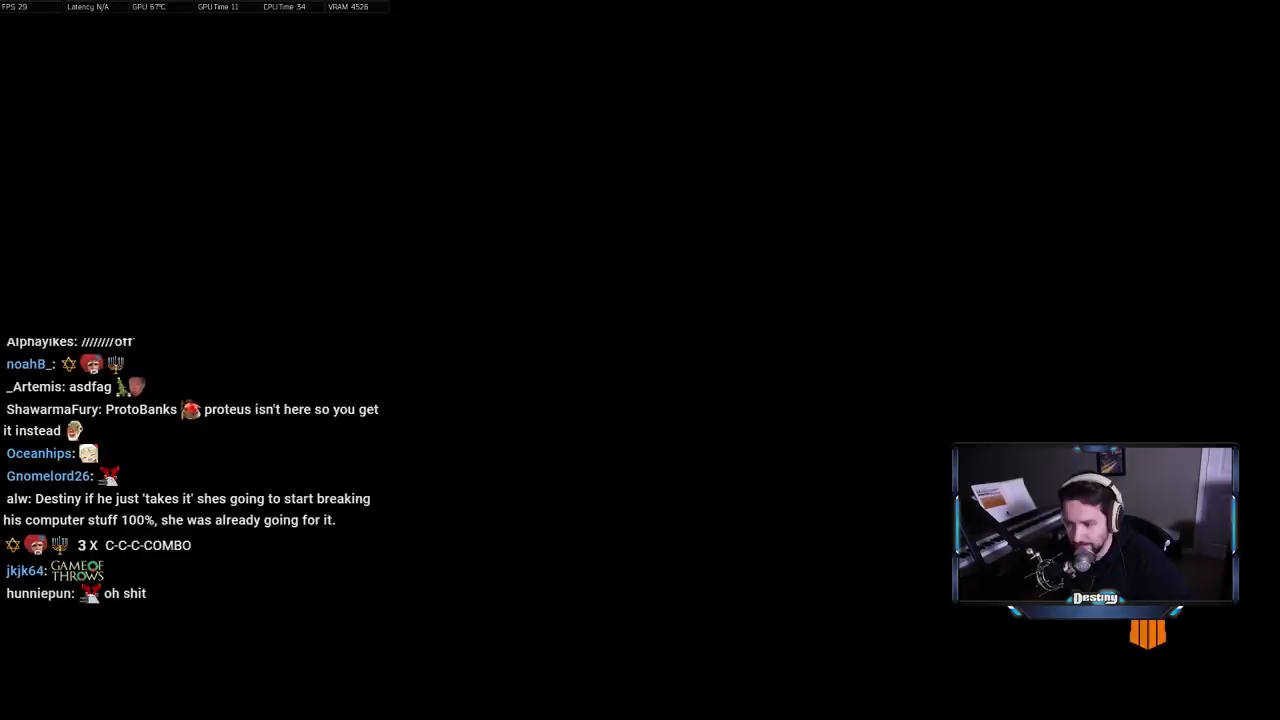 FPS 29 Latency N/A GPU 67°C GPU Time 11 CPU Time 34 VRAM 4526
Alphayikes: ////////off
noahB_:
_Artemis: asdfag
ShawarmaFury: ProtoBanks proteus isn't here so you get
it instead
Oceanhips:
Gnomelord26:
alw: Destiny if he just 'takes it' shes going to start breaking
his computer stuff 100%, she was already going for it.
3 X C-C-C-COMBO
jkjk64: GAME OF
THROWS
hunniepun: oh shit
Destiny